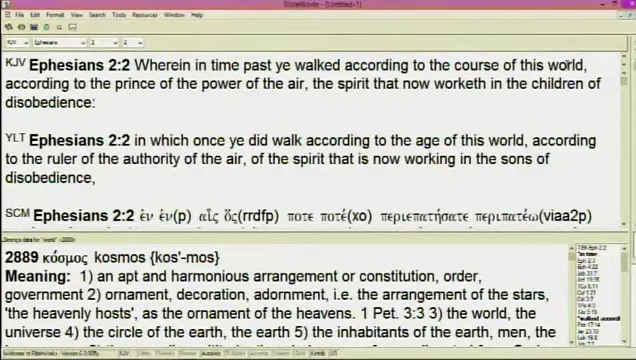 BibleWorks - [Untitled-1]
File Edit View Search Tools Resources Window Help
KJV Ephesians 2 2
KJV Ephesians 2:2 Wherein in time past ye walked according to the course of this world,
according to the prince of the power of the air, the spirit that now worketh in the children of
disobedience:
YLT Ephesians 2:2 in which once ye did walk according to the age of this world, according
to the ruler of the authority of the air, of the spirit that is now working in the sons of
disobedience,
SCM Ephesians 2:2 ἐν ἐν(p) αἷς ὅς(rrdfp) ποτε ποτέ(xo) περιεπατήσατε περιπατέω(viaa2p)
Strong's data for "world" <2889>
2889 κόσμος kosmos {kos'-mos}
Meaning: 1) an apt and harmonious arrangement or constitution, order,
government 2) ornament, decoration, adornment, i.e. the arrangement of the stars,
'the heavenly hosts', as the ornament of the heavens. 1 Pet. 3:3 3) the world, the
universe 4) the circle of the earth, the earth 5) the inhabitants of the earth, men, the
Welcome to BibleWorks